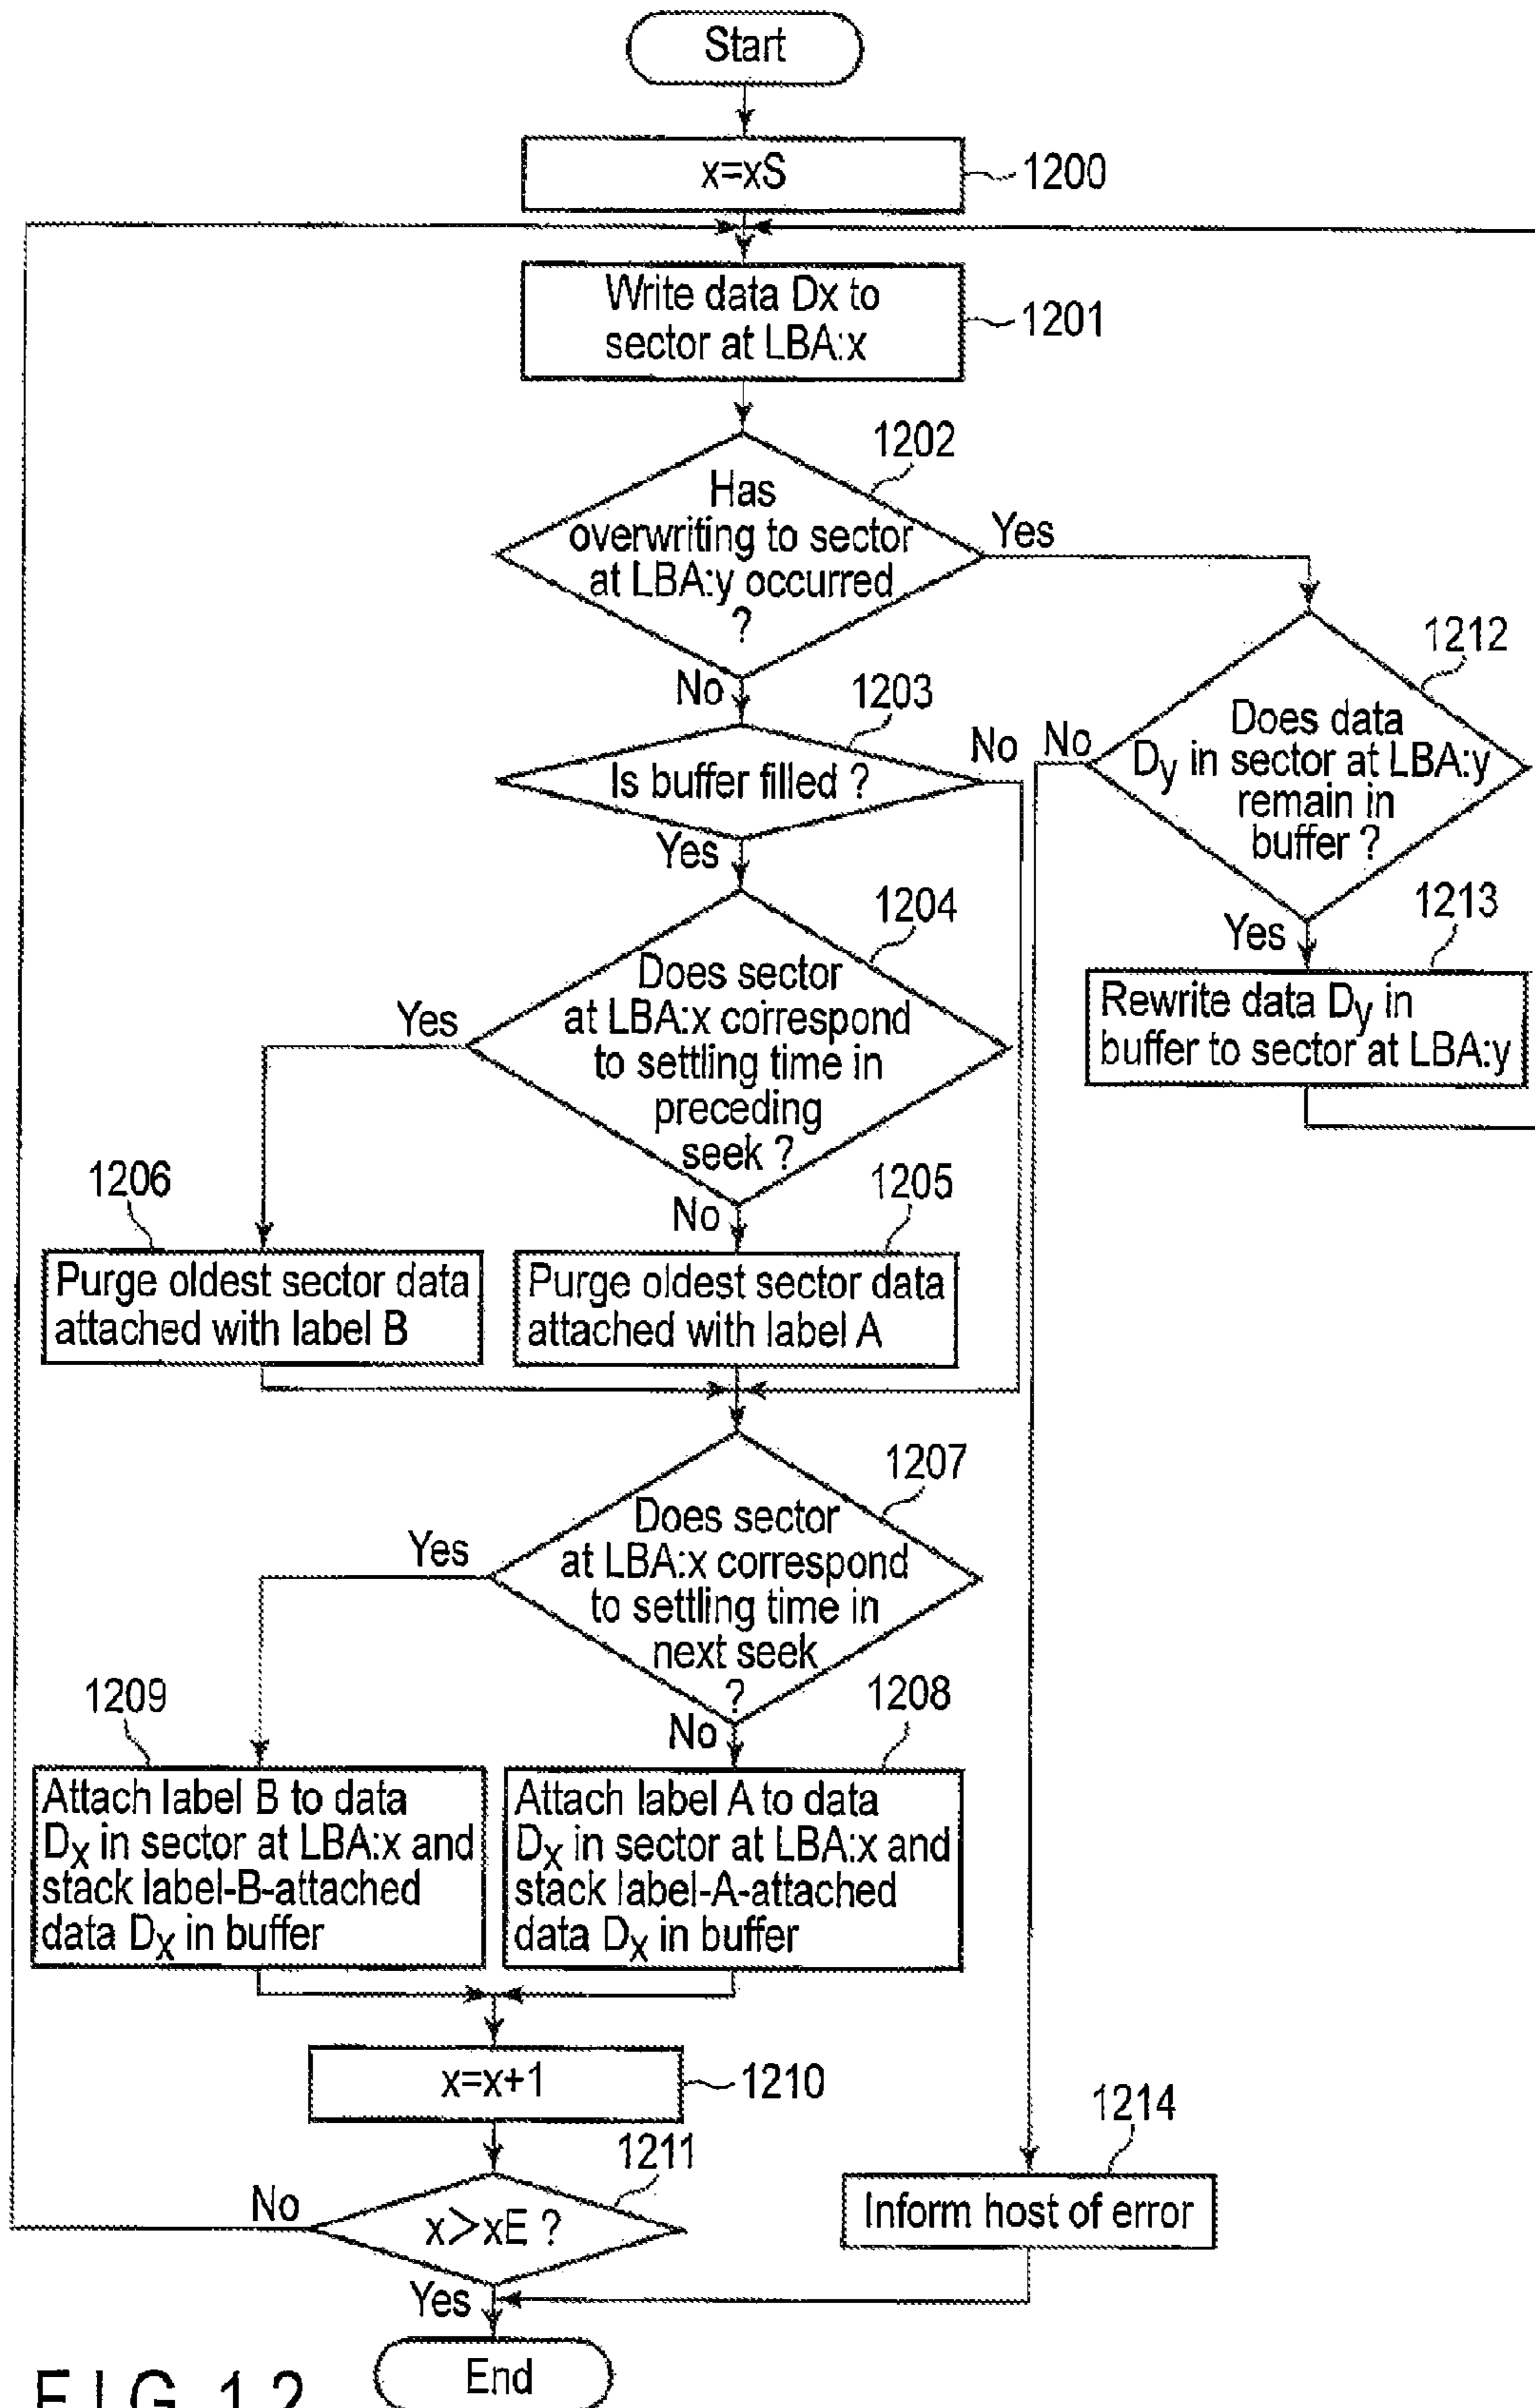 Start
x=xS
1200
Write data Dx to
sector at LBA:x
1201
1202
Has
overwriting to sector
at LBA:y occurred
?
Yes
No
1212
Does data
Dy in sector at LBA:y
remain in
buffer ?
No
Yes
1213
Rewrite data Dy in
buffer to sector at LBA:y
1203
Is buffer filled ?
No
Yes
1204
Does sector
at LBA:x correspond
to settling time in
preceding
seek ?
Yes
No
1206
Purge oldest sector data
attached with label B
1205
Purge oldest sector data
attached with label A
1207
Does sector
at LBA:x correspond
to settling time in
next seek
?
Yes
No
1209
Attach label B to data
Dx in sector at LBA:x and
stack label-B-attached
data Dx in buffer
1208
Attach label A to data
Dx in sector at LBA:x and
stack label-A-attached
data Dx in buffer
x=x+1
1210
1211
x>xE ?
No
Yes
1214
Inform host of error
End
FIG. 12